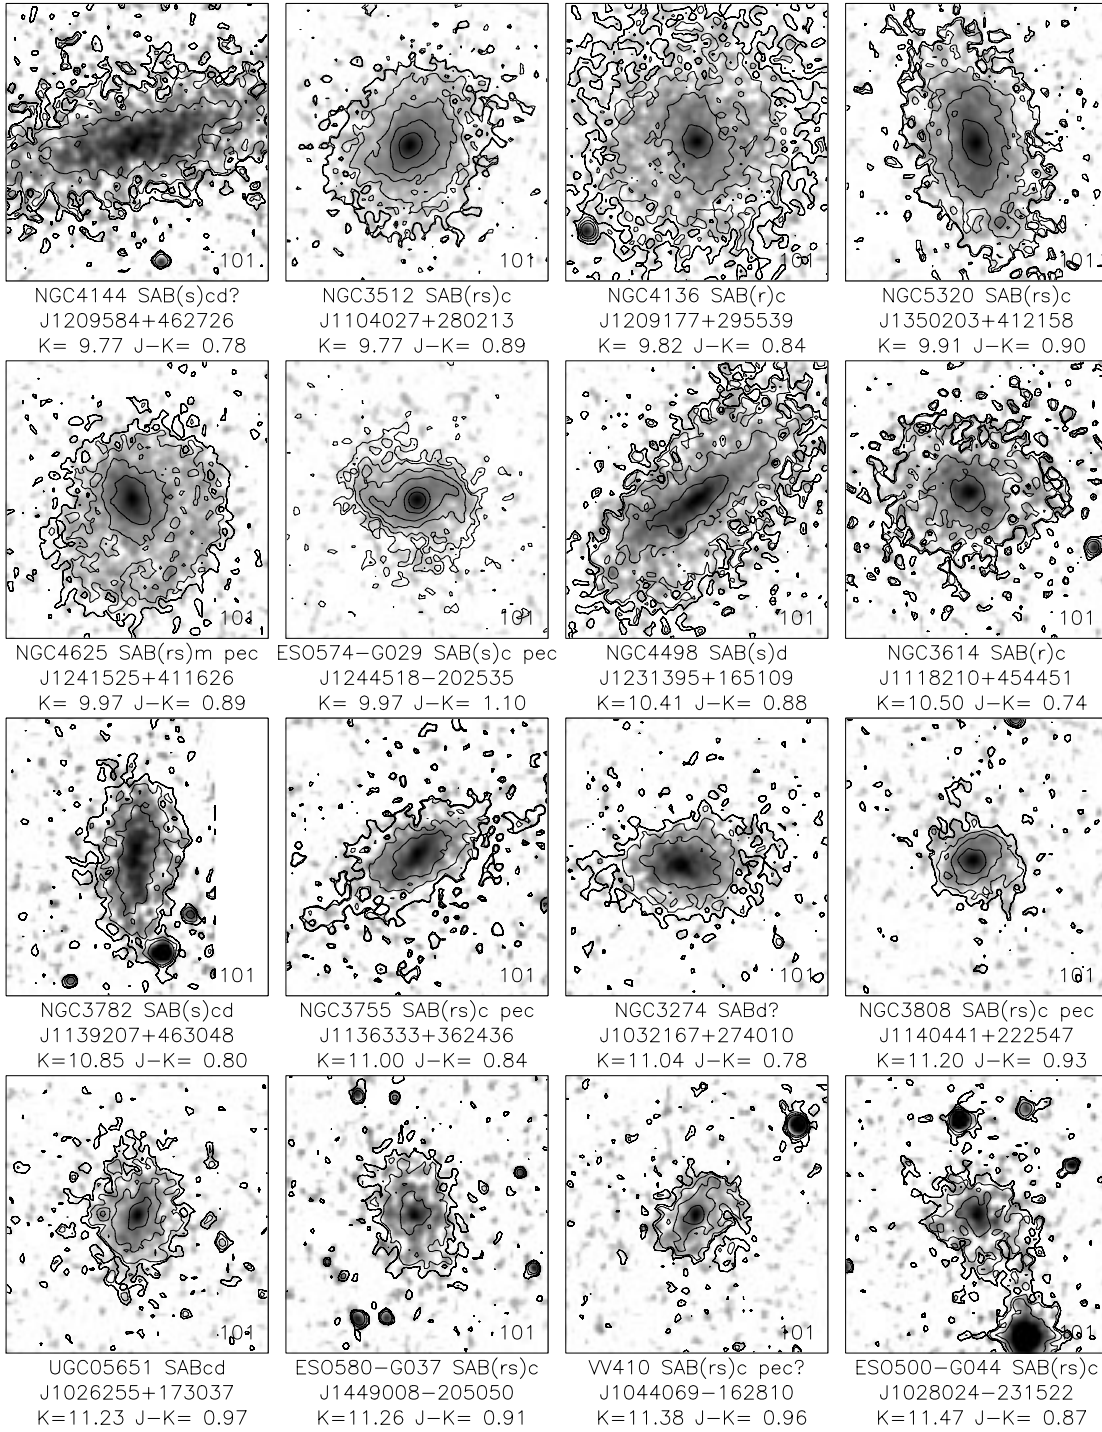 101
101
101
101
NGC4144 SAB(s)cd? NGC3512 SAB(rs)c NGC4136 SAB(r)c NGC5320 SAB(rs)c
J1209584+462726 J1104027+280213 J1209177+295539 J1350203+412158
K= 9.77 J-K= 0.78 K= 9.77 J-K= 0.89 K= 9.82 J-K= 0.84 K= 9.91 J-K= 0.90
101
101
101
101
NGC4625 SAB(rs)m pec ESO574-G029 SAB(s)c pec NGC4498 SAB(s)d NGC3614 SAB(r)c
J1241525+411626 J1244518-202535 J1231395+165109 J1118210+454451
K= 9.97 J-K= 0.89 K= 9.97 J-K= 1.10 K=10.41 J-K= 0.88 K=10.50 J-K= 0.74
101
101
101
101
NGC3782 SAB(s)cd NGC3755 SAB(rs)c pec NGC3274 SABd? NGC3808 SAB(rs)c pec
J1139207+463048 J1136333+362436 J1032167+274010 J1140441+222547
K=10.85 J-K= 0.80 K=11.00 J-K= 0.84 K=11.04 J-K= 0.78 K=11.20 J-K= 0.93
101
101
101
101
UGC05651 SABcd ESO580-G037 SAB(rs)c VV410 SAB(rs)c pec? ESO500-G044 SAB(rs)c
J1026255+173037 J1449008-205050 J1044069-162810 J1028024-231522
K=11.23 J-K= 0.97 K=11.26 J-K= 0.91 K=11.38 J-K= 0.96 K=11.47 J-K= 0.87